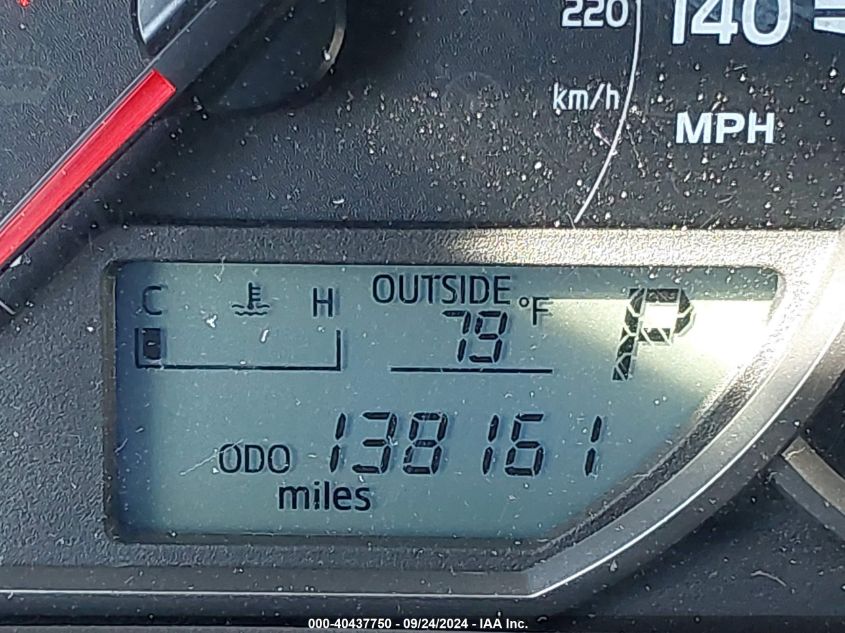 220
140
km/h
MPH
C H
OUTSIDE
79 °F
P
ODO 138161
miles
000-40437750 - 09/24/2024 - IAA Inc.